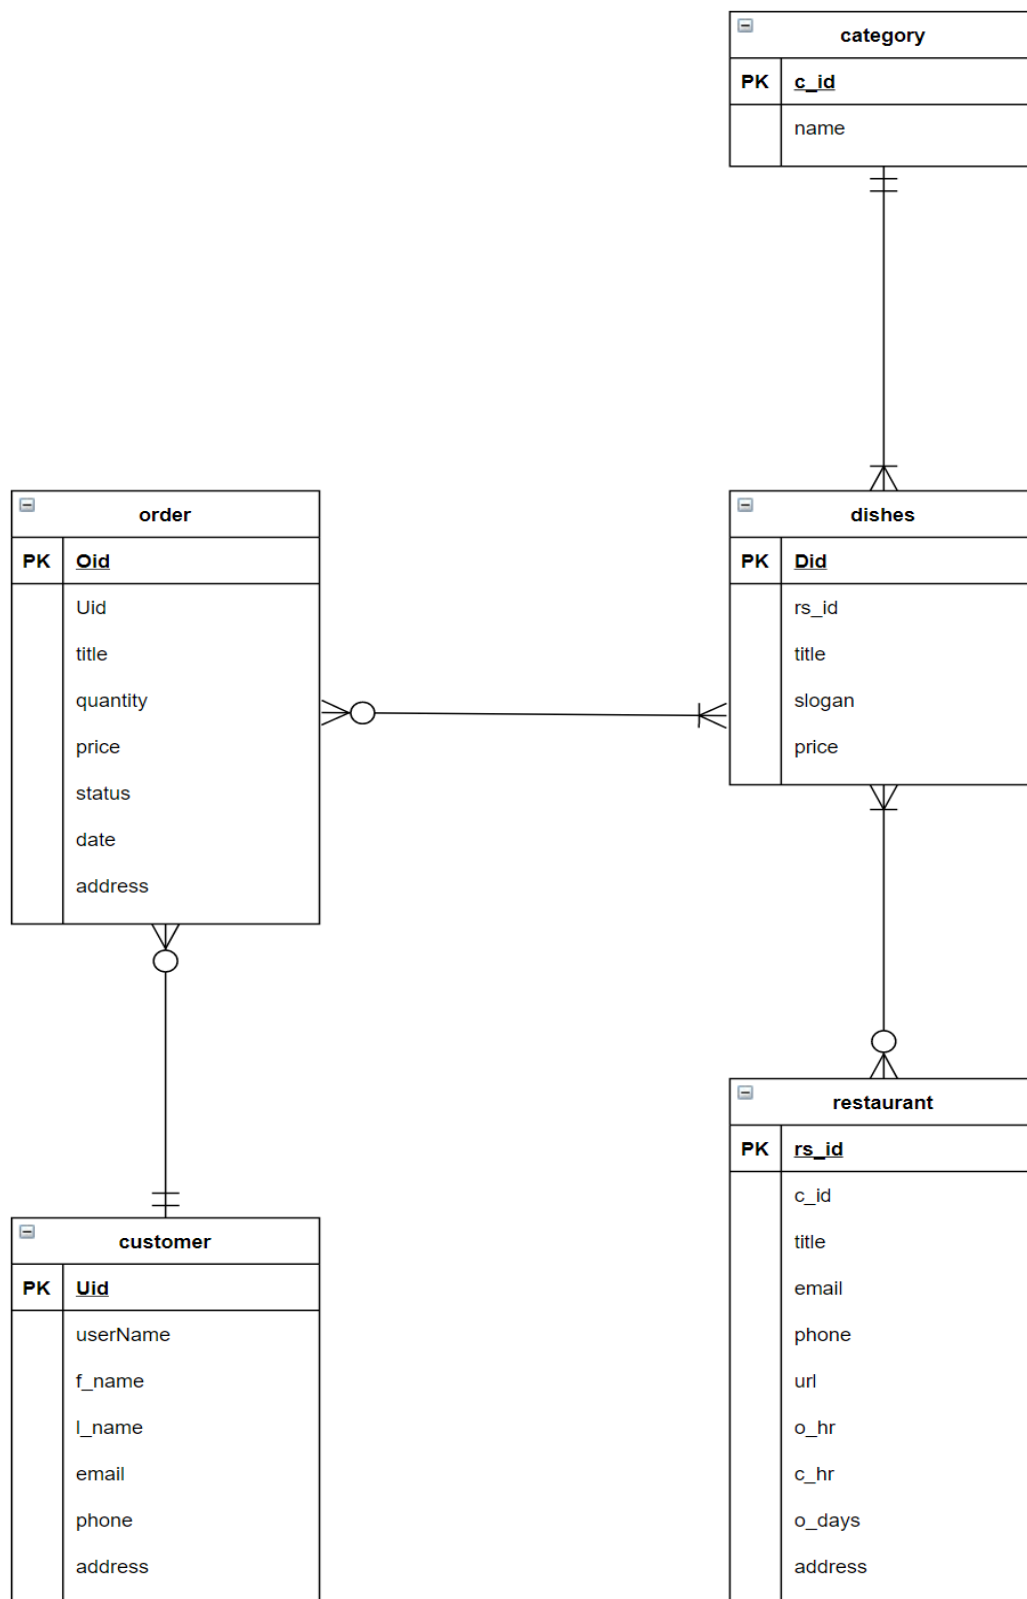 category
PK c_id
name
order
PK Oid
Uid
title
quantity
price
status
date
address
dishes
PK Did
rs_id
title
slogan
price
customer
PK Uid
userName
f_name
l_name
email
phone
address
restaurant
PK rs_id
c_id
title
email
phone
url
o_hr
c_hr
o_days
address